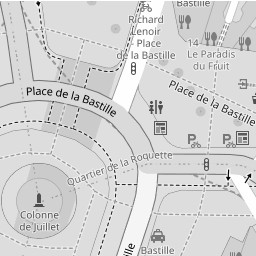 Bastille
Richard
Lenoir
- Place
de la Bastille
14
Le Paradis
du Fruit
Place de la Bastille
Place de la Bastille
Quartier de la Roquette
Colonne
de Juillet
Bastille